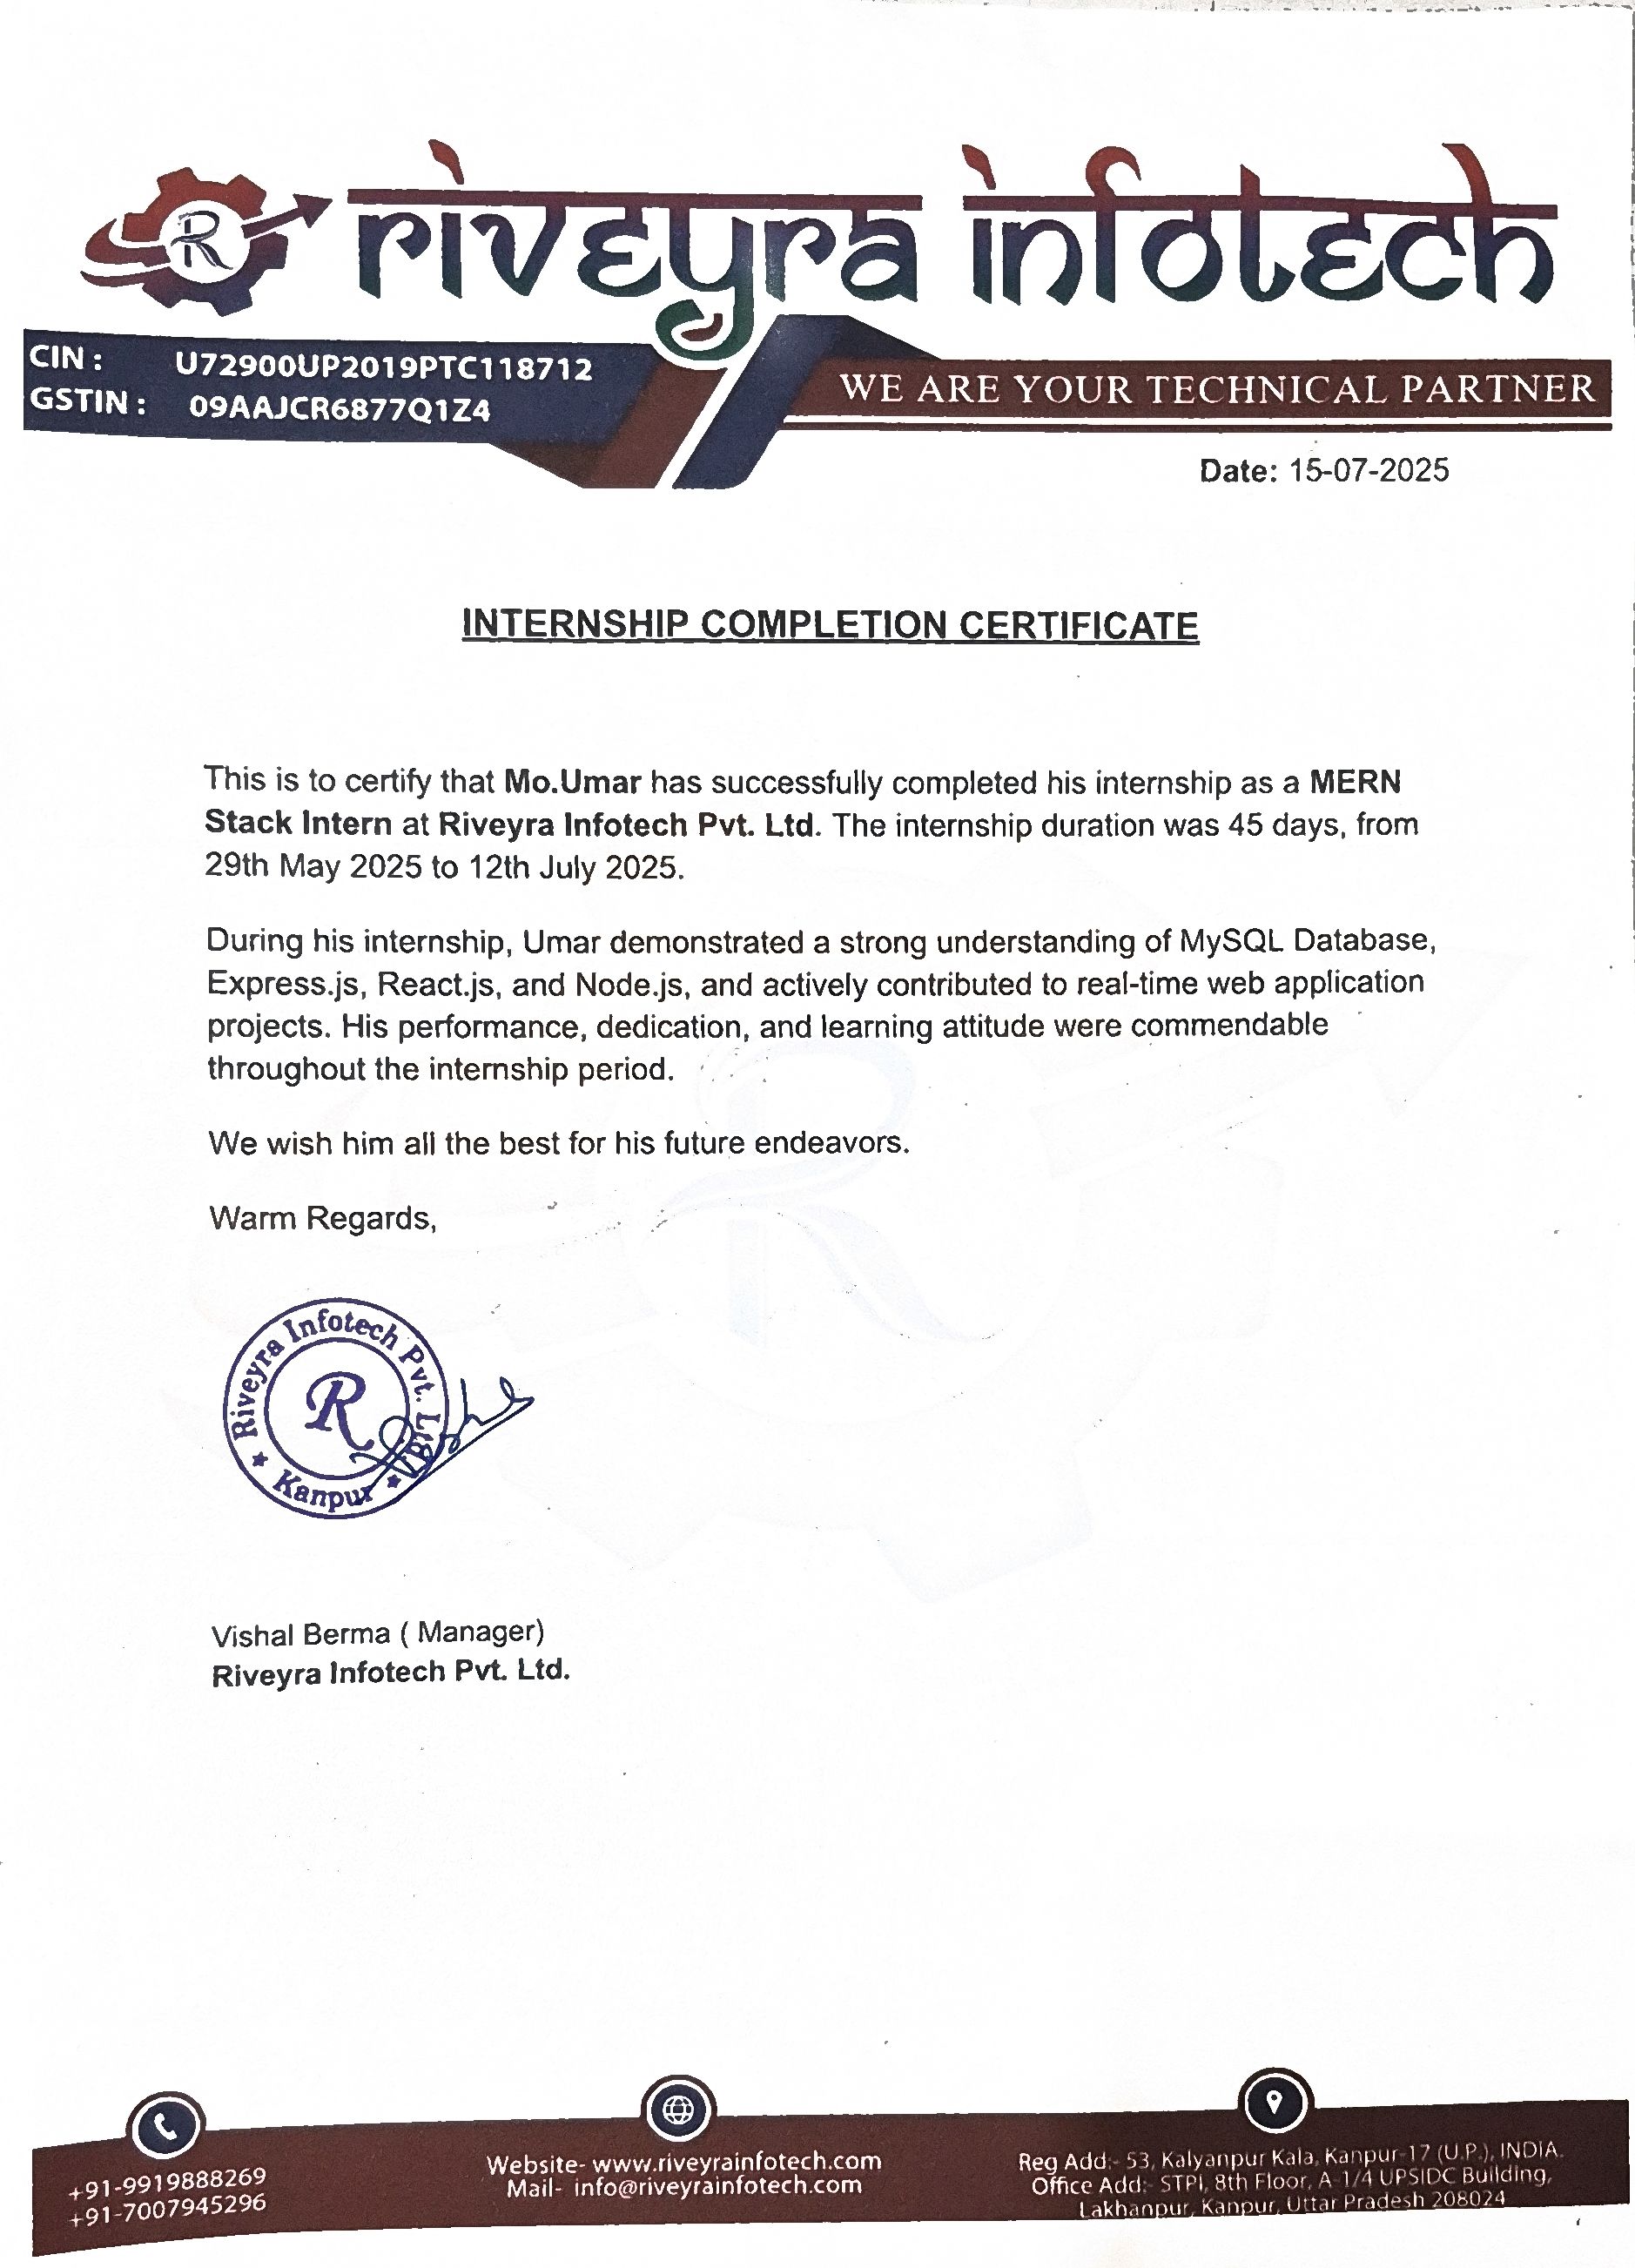 R riveyra infotech
CIN : U72900UP2019PTC118712
GSTIN : 09AAJCR6877Q1Z4
WE ARE YOUR TECHNICAL PARTNER
Date: 15-07-2025
INTERNSHIP COMPLETION CERTIFICATE
This is to certify that Mo.Umar has successfully completed his internship as a MERN
Stack Intern at Riveyra Infotech Pvt. Ltd. The internship duration was 45 days, from
29th May 2025 to 12th July 2025.
During his internship, Umar demonstrated a strong understanding of MySQL Database,
Express.js, React.js, and Node.js, and actively contributed to real-time web application
projects. His performance, dedication, and learning attitude were commendable
throughout the internship period.
We wish him all the best for his future endeavors.
Warm Regards,
Riveyra Infotech Pvt. Ltd.
R
Kanpur
Vishal Berma ( Manager)
Riveyra Infotech Pvt. Ltd.
+91-9919888269
+91-7007945296
Website- www.riveyrainfotech.com
Mail- info@riveyrainfotech.com
Reg Add:- 53, Kalyanpur Kala, Kanpur-17 (U.P.), INDIA.
Office Add:- STPI, 8th Floor, A-1/4 UPSIDC Building,
Lakhanpur, Kanpur, Uttar Pradesh 208024